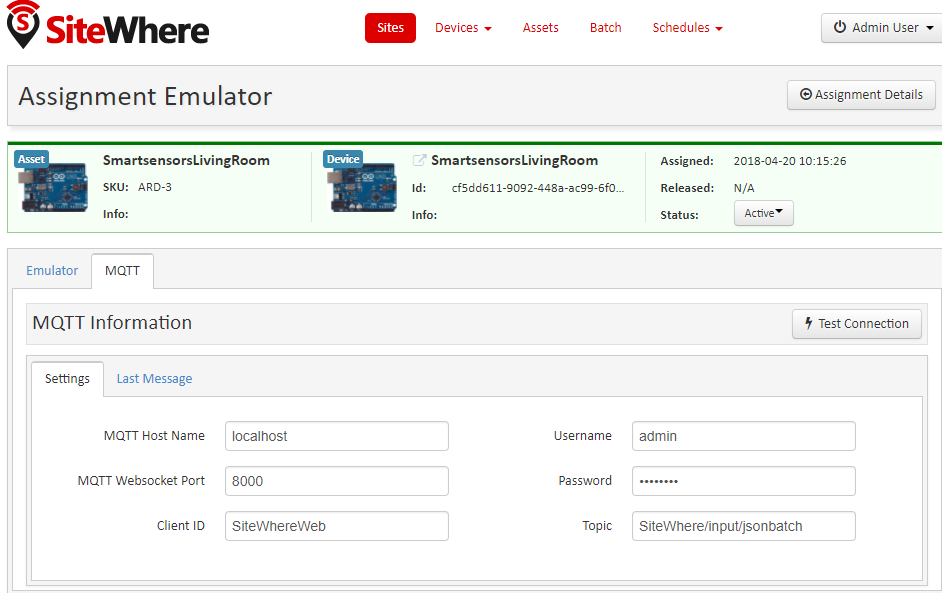 SiteWhere
Sites Devices Assets Batch Schedules Admin User
Assignment Emulator
Assignment Details
Asset
SmartsensorsLivingRoom
SKU: ARD-3
Info:
Device
SmartsensorsLivingRoom
Id: cf5dd611-9092-448a-ac99-6f0...
Info:
Assigned: 2018-04-20 10:15:26
Released: N/A
Status: Active
Emulator MQTT
MQTT Information
Test Connection
Settings Last Message
MQTT Host Name localhost Username admin
MQTT Websocket Port 8000 Password ••••••••
Client ID SiteWhereWeb Topic SiteWhere/input/jsonbatch